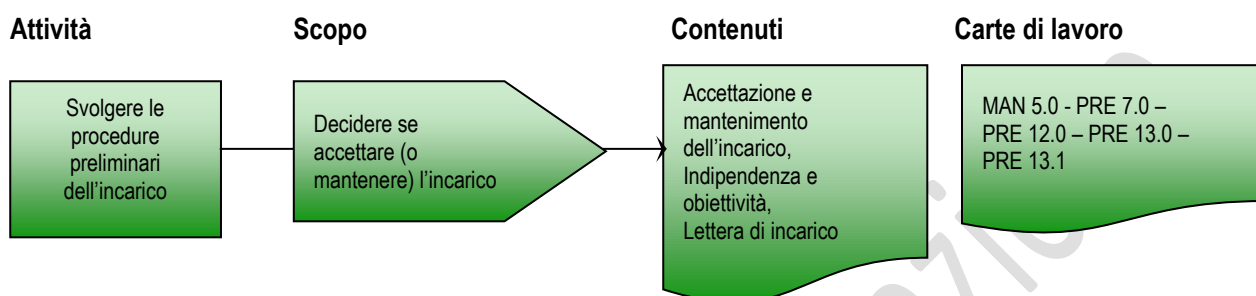 Attività Scopo Contenuti Carte di lavoro
Svolgere le
procedure
preliminari
dell’incarico
Decidere se
accettare (o
mantenere) l’incarico
Accettazione e
mantenimento
dell’incarico,
Indipendenza e
obiettività,
Lettera di incarico
MAN 5.0 - PRE 7.0 –
PRE 12.0 – PRE 13.0 –
PRE 13.1